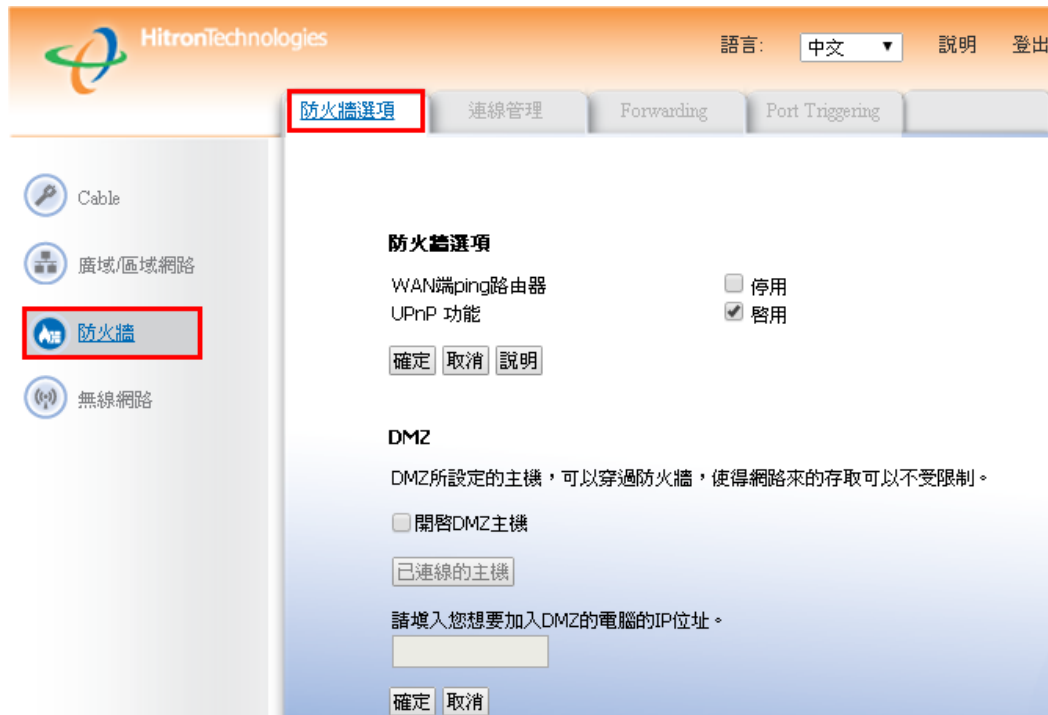 HitronTechnologies
語言: 中文 說明 登出
防火牆選項 連線管理 Forwarding Port Triggering
Cable
廣域/區域網路
防火牆
無線網路
防火牆選項
WAN端ping路由器 停用
UPnP 功能 啓用
確定 取消 說明
DMZ
DMZ所設定的主機，可以穿過防火牆，使得網路來的存取可以不受限制。
開啓DMZ主機
已連線的主機
請填入您想要加入DMZ的電腦的IP位址。
確定 取消